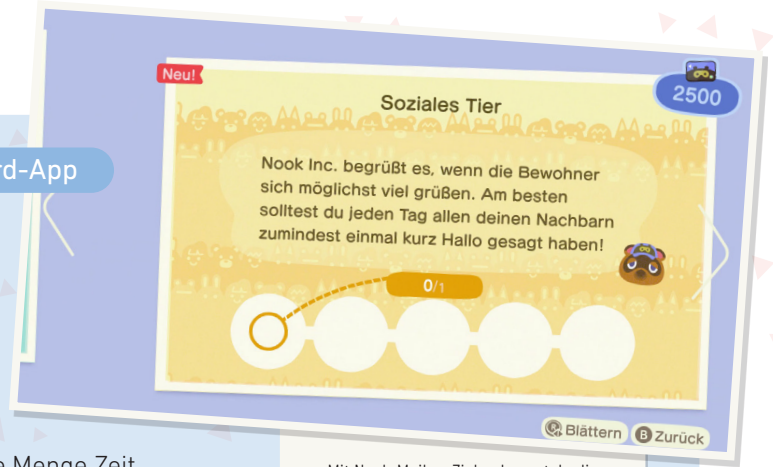 Neu!
2500
Soziales Tier
rd-App
Nook Inc. begrüßt es, wenn die Bewohner
sich möglichst viel grüßen. Am besten
solltest du jeden Tag allen deinen Nachbarn
zumindest einmal kurz Hallo gesagt haben!
0/1
Blättern B Zurück
Menge Zeit